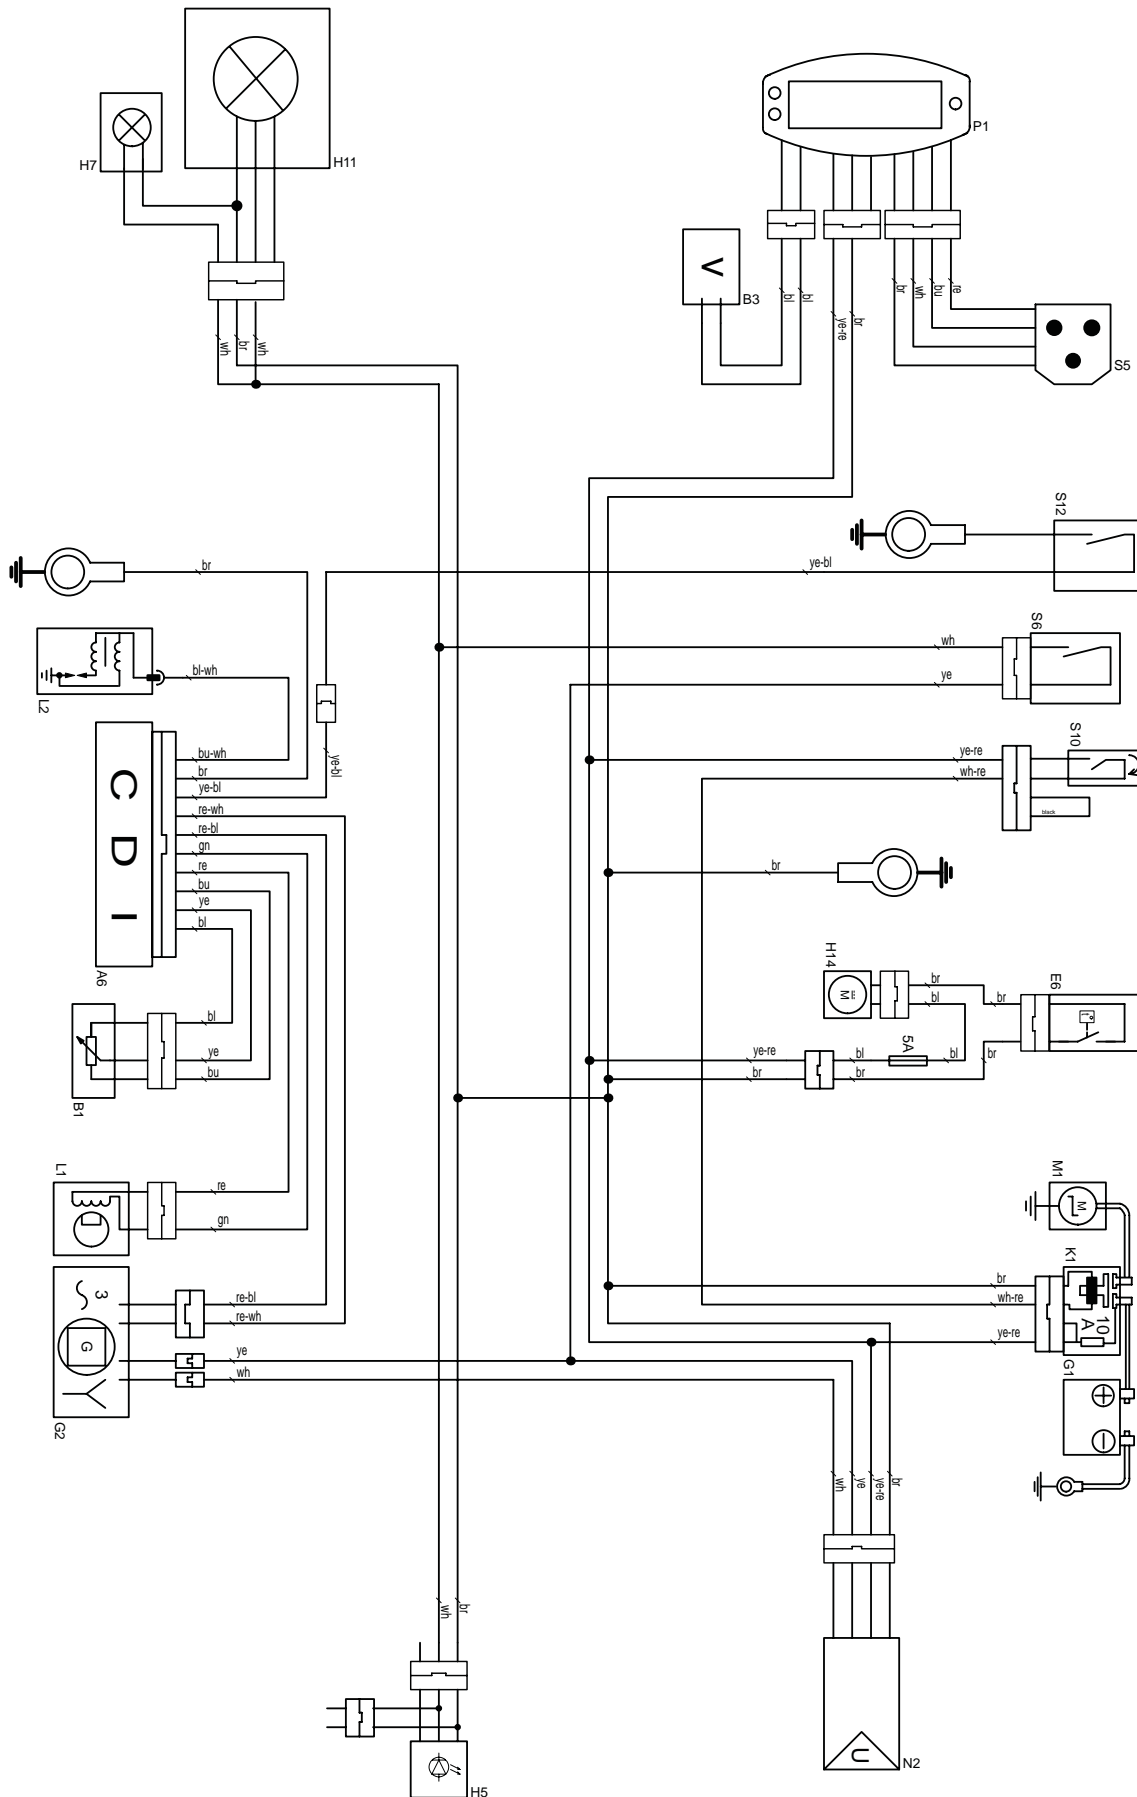 H7
H11
P1
V
B3
bl
bl
ye-re
br
br
wh
bu
re
S5
wh
br
wh
S12
br
ye-bl
S6
wh
ye
L2
bl-wh
ye-bl
S10
ye-re
wh-re
black
C D I
A6
bu-wh
br
ye-bl
re-wh
re-bl
gn
re
bu
ye
bl
br
H14
M
br
bl
br
E6
5A
ye-re
br
bl
br
bl
br
B1
bl
ye
bu
L1
re
gn
M1
M
K1
br
wh-re
ye-re
10
A
G1
3
G
G2
re-bl
re-wh
ye
wh
wh
ye
ye-re
br
wh
br
U
N2
H5